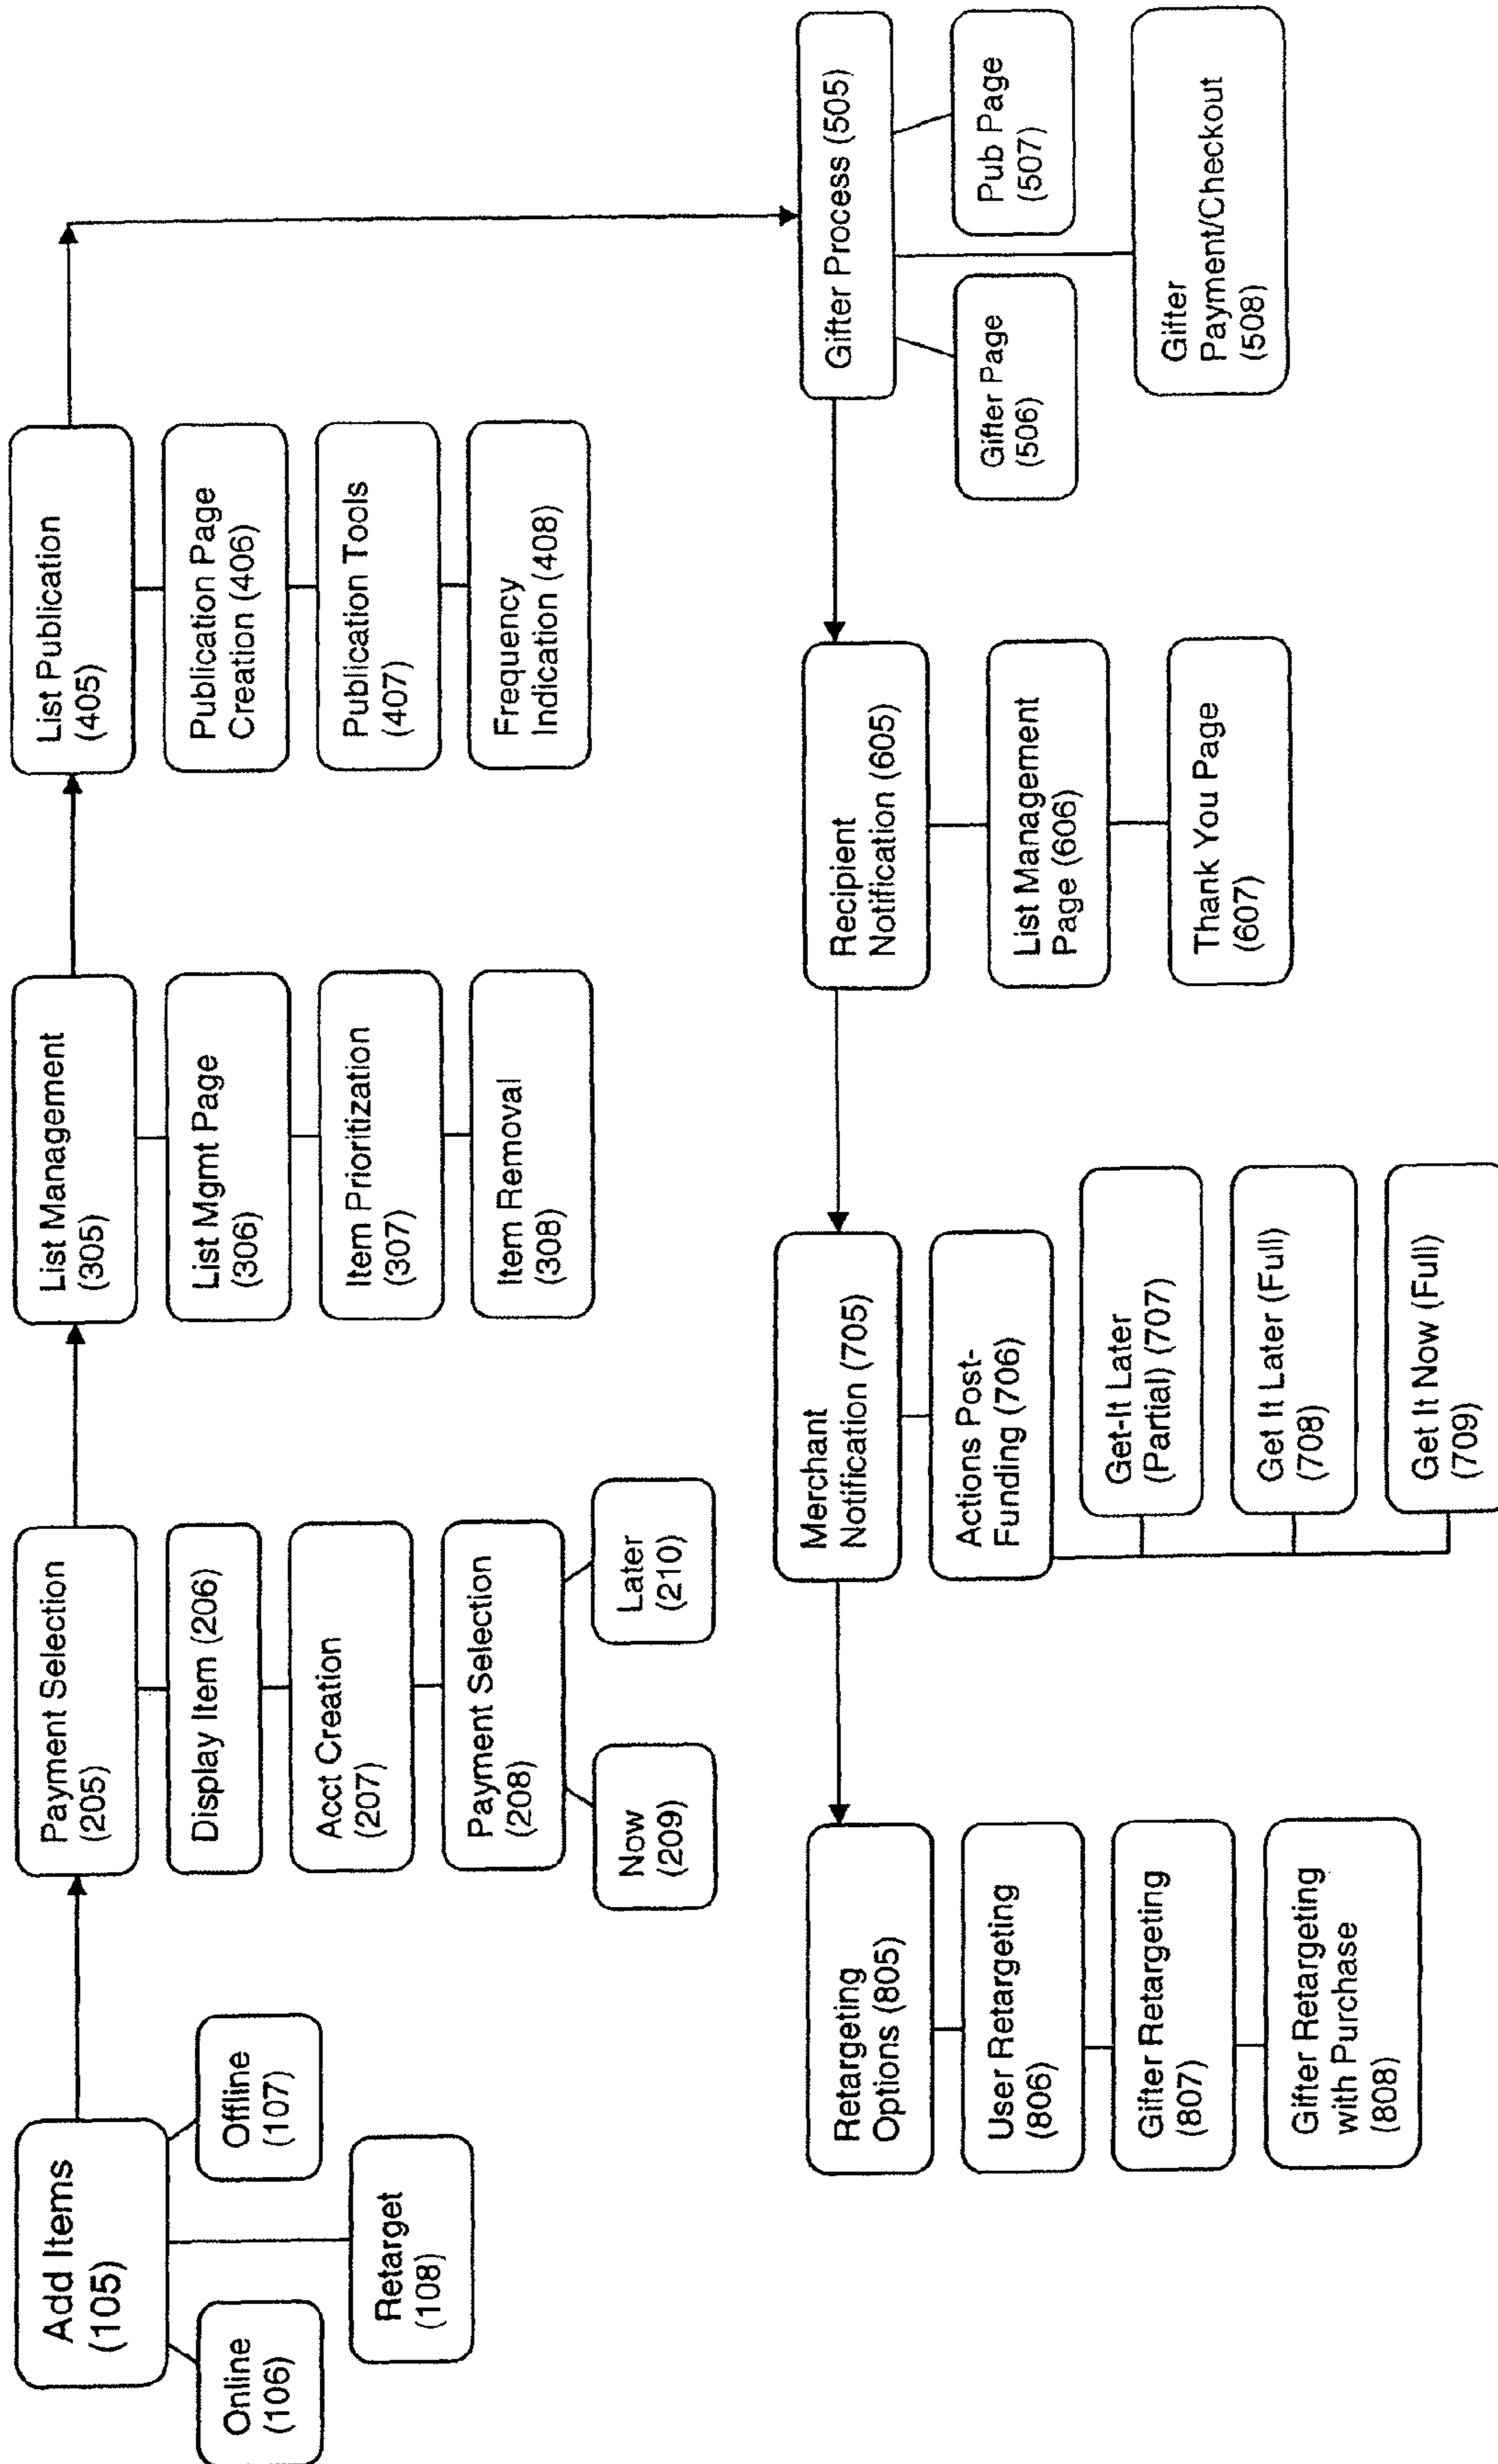 Add Items
(105)
Online
(106)
Offline
(107)
Retarget
(108)
Payment Selection
(205)
Display Item (206)
Acct Creation
(207)
Payment Selection
(208)
Now
(209)
Later
(210)
List Management
(305)
List Mgmt Page
(306)
Item Prioritization
(307)
Item Removal
(308)
List Publication
(405)
Publication Page
Creation (406)
Publication Tools
(407)
Frequency
Indication (408)
Gifter Process (505)
Gifter Page
(506)
Pub Page
(507)
Gifter
Payment/Checkout
(508)
Recipient
Notification (605)
List Management
Page (606)
Thank You Page
(607)
Merchant
Notification (705)
Actions Post-
Funding (706)
Get-It Later
(Partial) (707)
Get It Later (Full)
(708)
Get It Now (Full)
(709)
Retargeting
Options (805)
User Retargeting
(806)
Gifter Retargeting
(807)
Gifter Retargeting
with Purchase
(808)